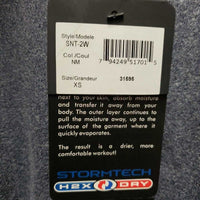 Style/Modele
SNT-2W
Col./Coul
NM
7 94249 51701 5
Size/Grandeur
XS
31696
next to your skin, absorb moisture
and transfer it away from your
body. The outer layer continues to
pull the moisture away, up to the
surface of the garment where it
quickly evaporates.
The result is a drier, more
comfortable workout!
STORMTECH
H2X DRY